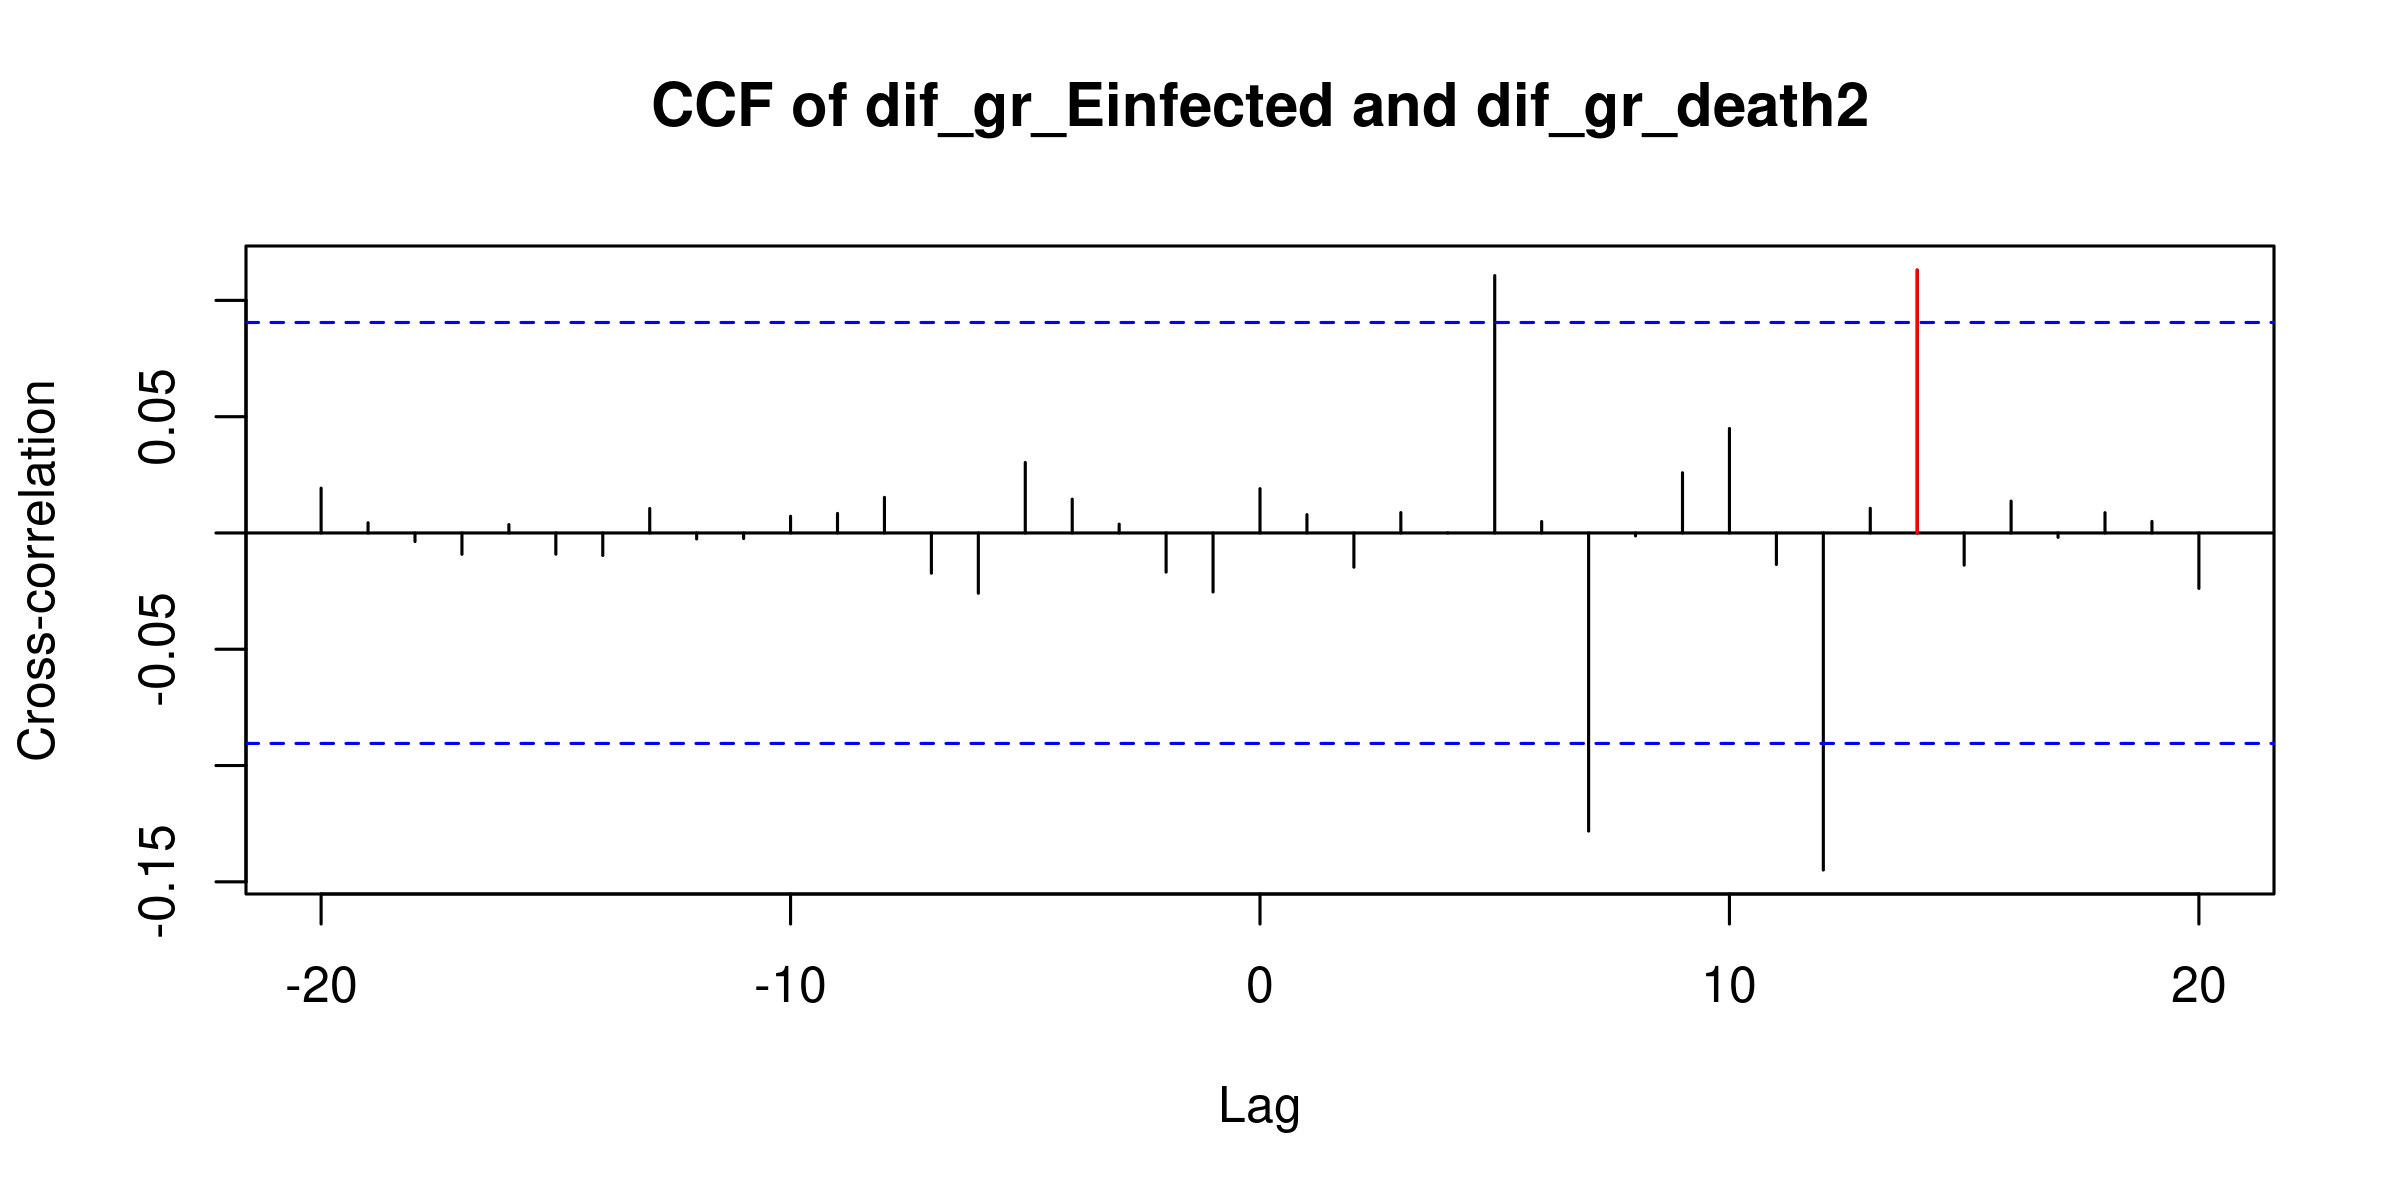 CCF of dif_gr_Einfected and dif_gr_death2
Cross-correlation
0.05
-0.05
-0.15
-20 -10 0 10 20
Lag